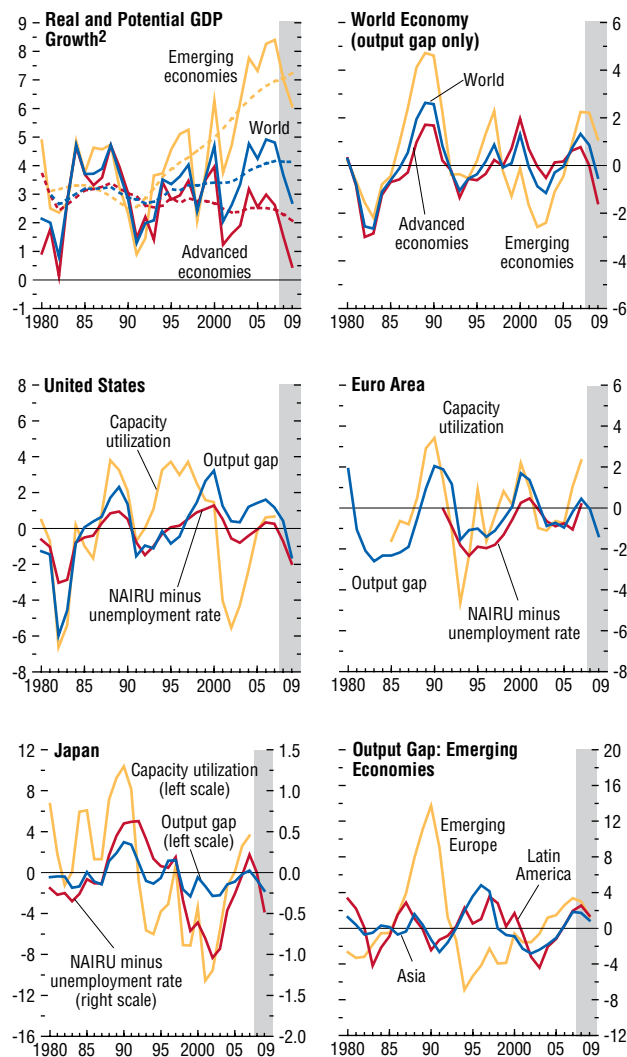 Real and Potential GDP
Growth2
9
8
7
6
5
4
3
2
1
0
-1
Emerging
economies
World
Advanced
economies
1980 85 90 95 2000 05 09
World Economy
(output gap only)
6
4
2
0
-2
-4
-6
World
Advanced
economies
Emerging
economies
1980 85 90 95 2000 05 09
United States
8
6
4
2
0
-2
-4
-6
-8
Capacity
utilization
Output gap
NAIRU minus
unemployment rate
1980 85 90 95 2000 05 09
Euro Area
6
4
2
0
-2
-4
-6
-8
Capacity
utilization
Output gap
NAIRU minus
unemployment rate
1980 85 90 95 2000 05 09
Japan
12
8
4
0
-4
-8
-12
-16
1.5
1.0
0.5
0.0
-0.5
-1.0
-1.5
-2.0
Capacity utilization
(left scale)
Output gap
(left scale)
NAIRU minus
unemployment rate
(right scale)
1980 85 90 95 2000 05 09
Output Gap: Emerging
Economies
20
16
12
8
4
0
-4
-8
-12
Emerging
Europe
Latin
America
Asia
1980 85 90 95 2000 05 09